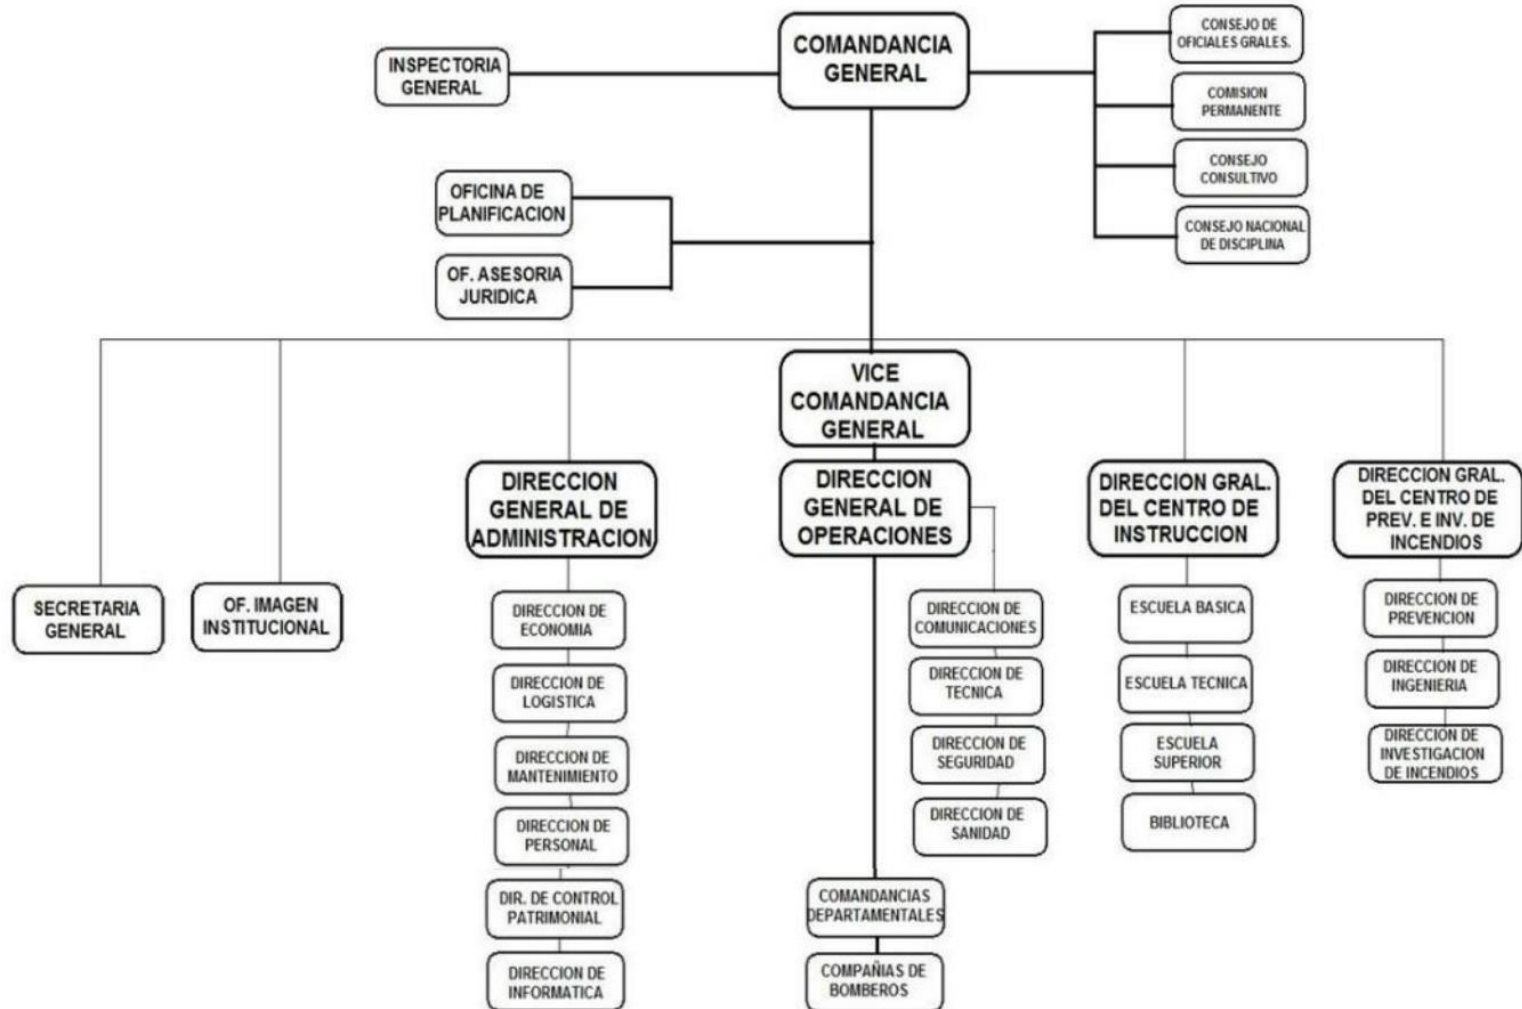 COMANDANCIA
GENERAL
INSPECTORIA
GENERAL
CONSEJO DE
OFICIALES GRALES.
COMISION
PERMANENTE
CONSEJO
CONSULTIVO
CONSEJO NACIONAL
DE DISCIPLINA
OFICINA DE
PLANIFICACION
OF. ASESORIA
JURIDICA
VICE
COMANDANCIA
GENERAL
SECRETARIA
GENERAL
OF. IMAGEN
INSTITUCIONAL
DIRECCION
GENERAL DE
ADMINISTRACION
DIRECCION DE
ECONOMIA
DIRECCION DE
LOGISTICA
DIRECCION DE
MANTENIMIENTO
DIRECCION DE
PERSONAL
DIR. DE CONTROL
PATRIMONIAL
DIRECCION DE
INFORMATICA
DIRECCION
GENERAL DE
OPERACIONES
DIRECCION DE
COMUNICACIONES
DIRECCION DE
TECNICA
DIRECCION DE
SEGURIDAD
DIRECCION DE
SANIDAD
COMANDANCIAS
DEPARTAMENTALES
COMPAÑIAS DE
BOMBEROS
DIRECCION GRAL.
DEL CENTRO DE
INSTRUCCION
ESCUELA BASICA
ESCUELA TECNICA
ESCUELA
SUPERIOR
BIBLIOTECA
DIRECCION GRAL.
DEL CENTRO DE
PREV. E INV. DE
INCENDIOS
DIRECCION DE
PREVENCION
DIRECCION DE
INGENIERIA
DIRECCION DE
INVESTIGACION
DE INCENDIOS